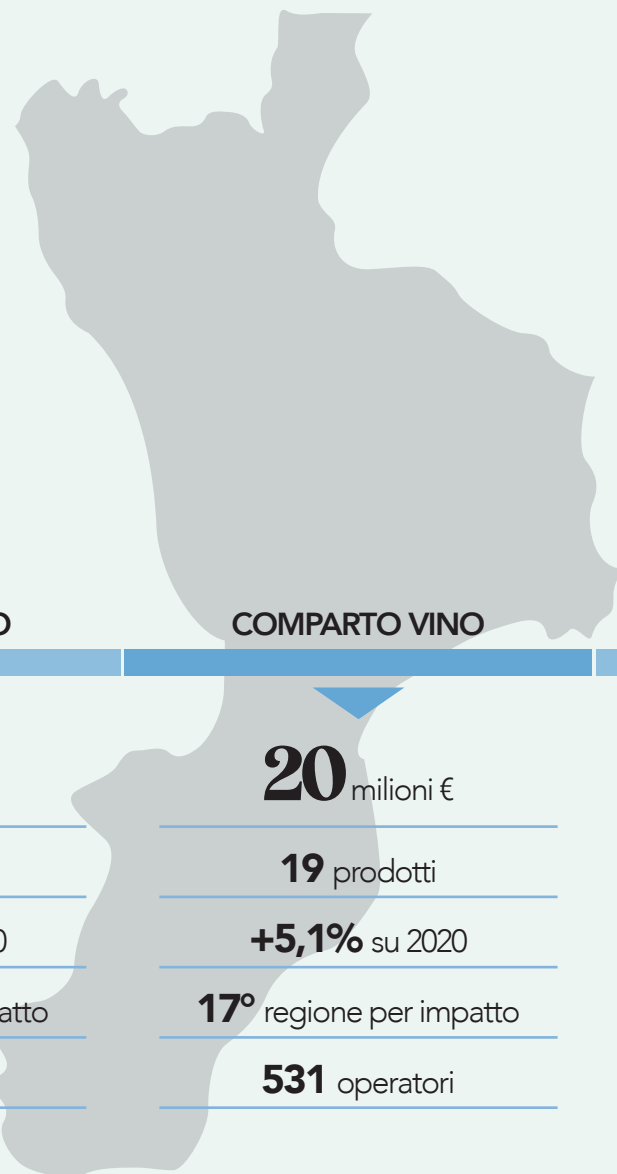 COMPARTO VINO
20 milioni €
19 prodotti
+5,1% su 2020
17° regione per impatto
531 operatori